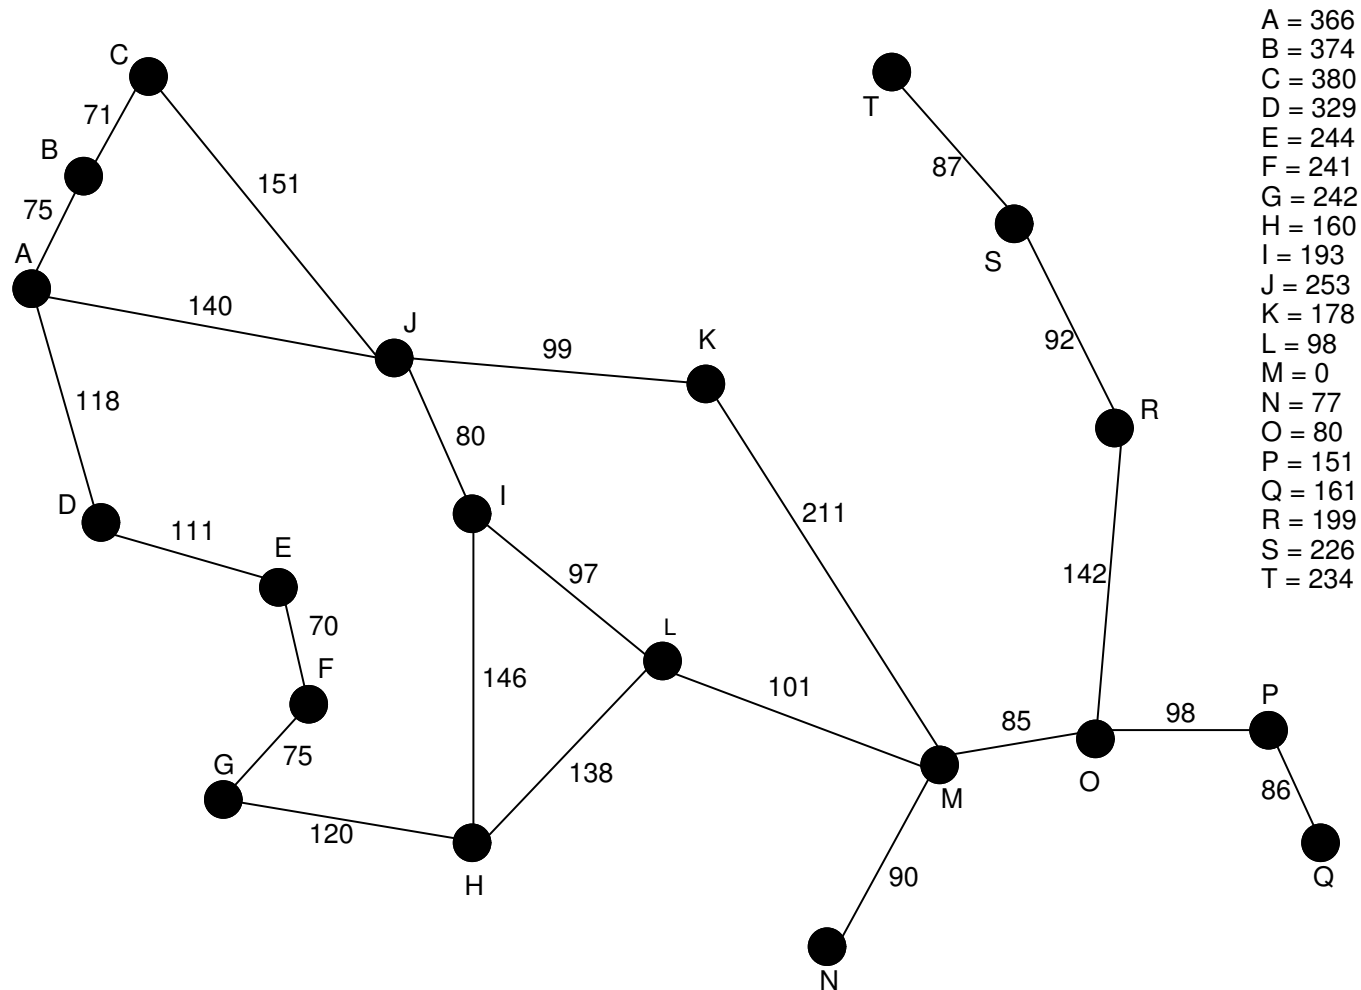 A = 366
B = 374
C = 380
D = 329
E = 244
F = 241
G = 242
H = 160
I = 193
J = 253
K = 178
L = 98
M = 0
N = 77
O = 80
P = 151
Q = 161
R = 199
S = 226
T = 234
C
T
71
B
87
151
75
A
S
140
J
K
92
99
118
R
80
D
I
211
111
E
97
142
70
L
F
146
101
P
85
98
75
G
138
O
86
M
120
H
90
Q
N